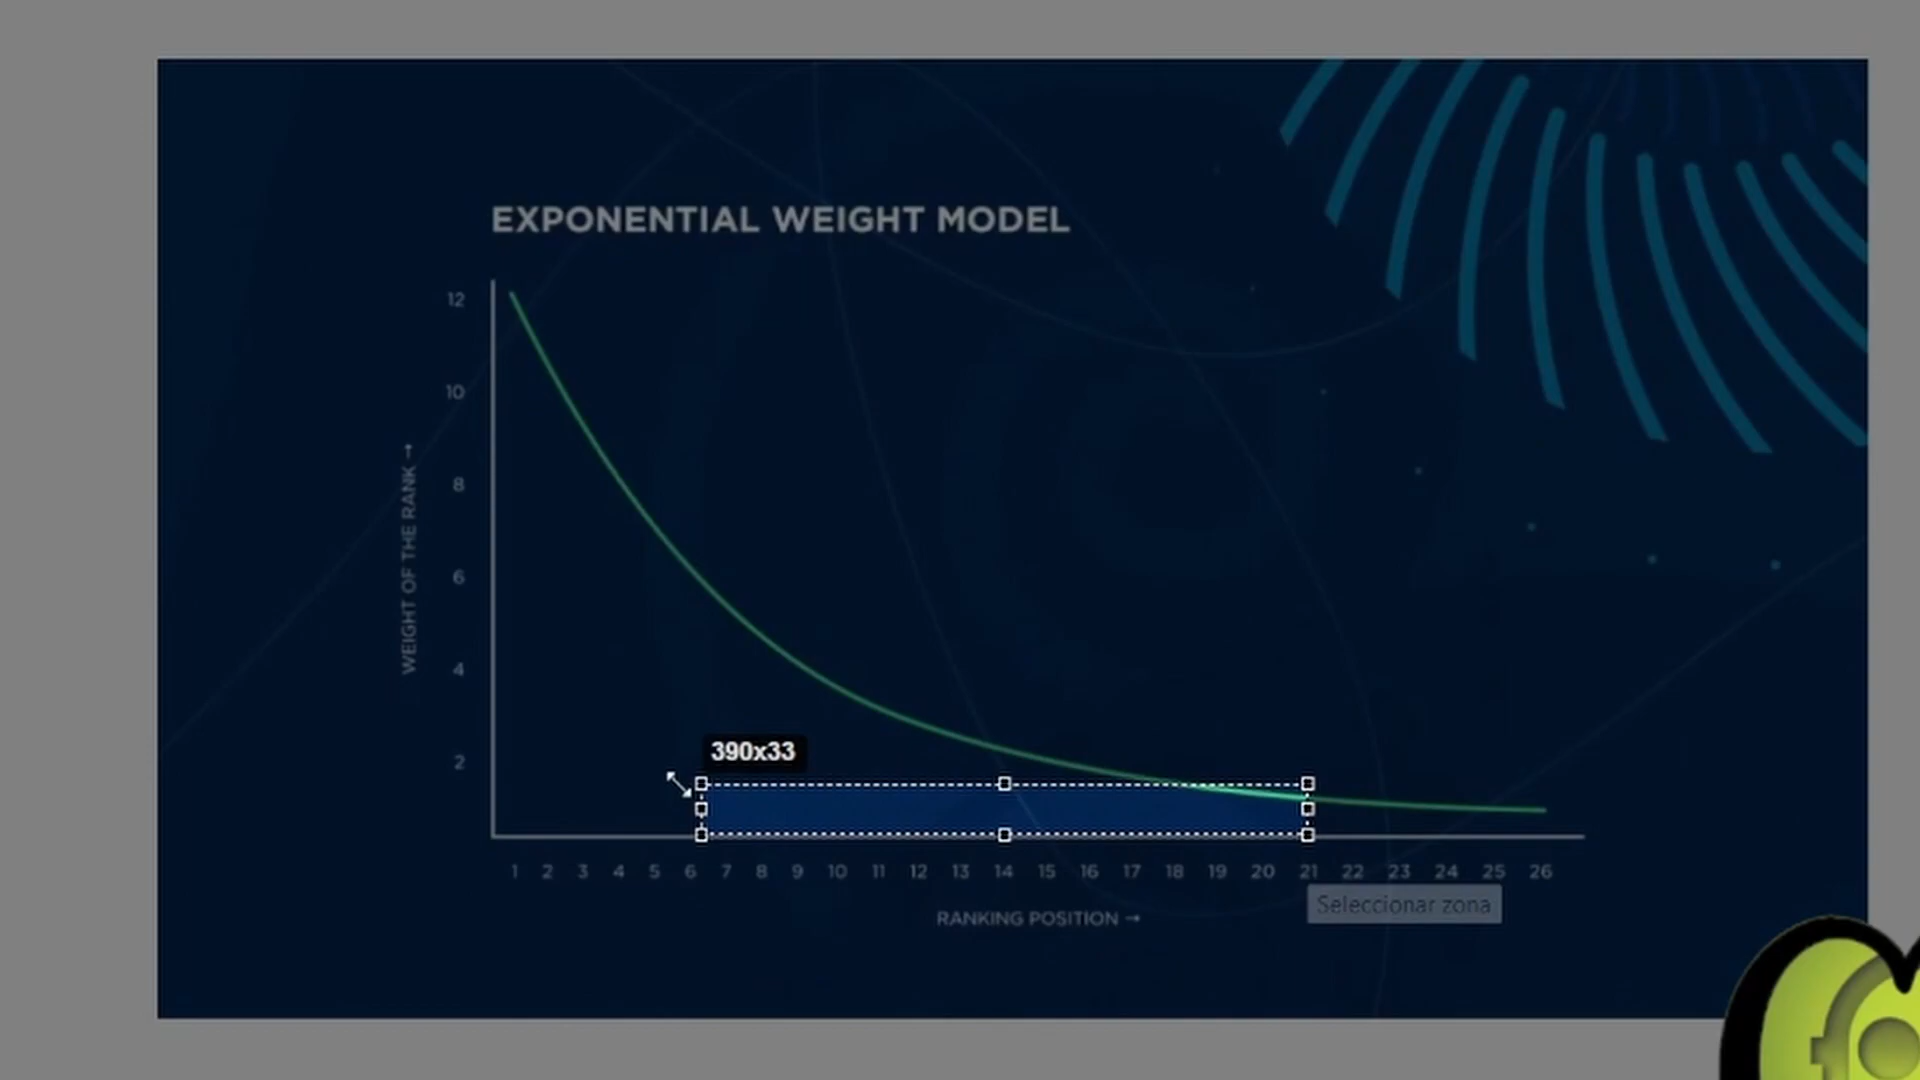 EXPONENTIAL WEIGHT MODEL
12
10
8
6
4
2
WEIGHT OF THE RANK →
390x33
1 2 3 4 5 6 7 8 9 10 11 12 13 14 15 16 17 18 19 20 21 22 23 24 25 26
Seleccionar zona
RANKING POSITION →